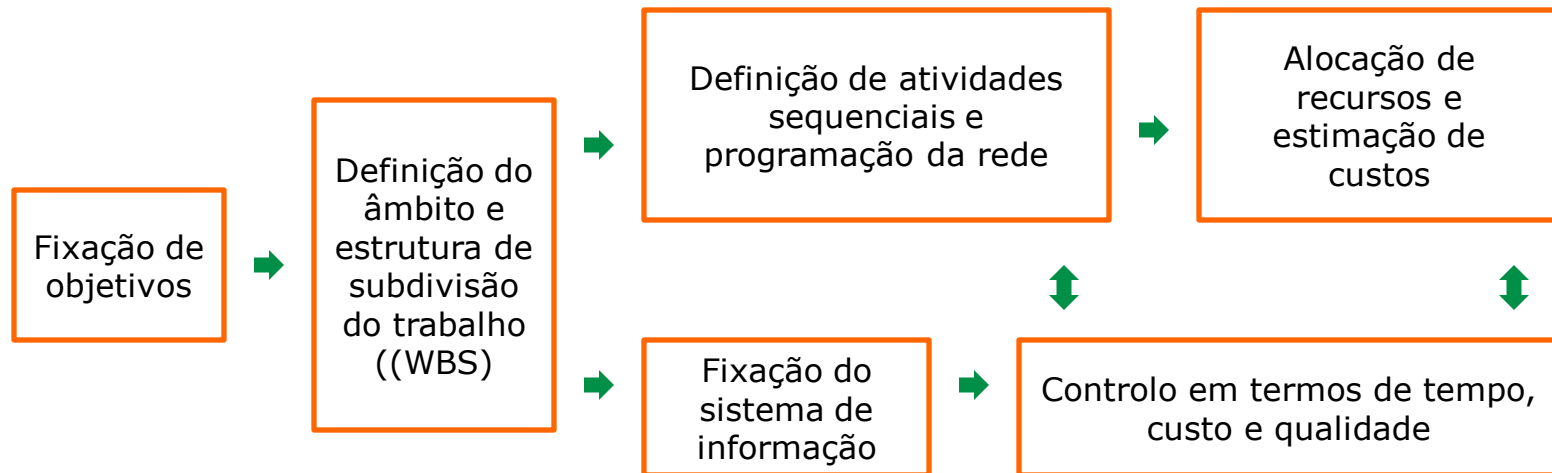 Fixação de
objetivos
Definição do
âmbito e
estrutura de
subdivisão
do trabalho
((WBS)
Definição de atividades
sequenciais e
programação da rede
Alocação de
recursos e
estimação de
custos
Fixação do
sistema de
informação
Controlo em termos de tempo,
custo e qualidade